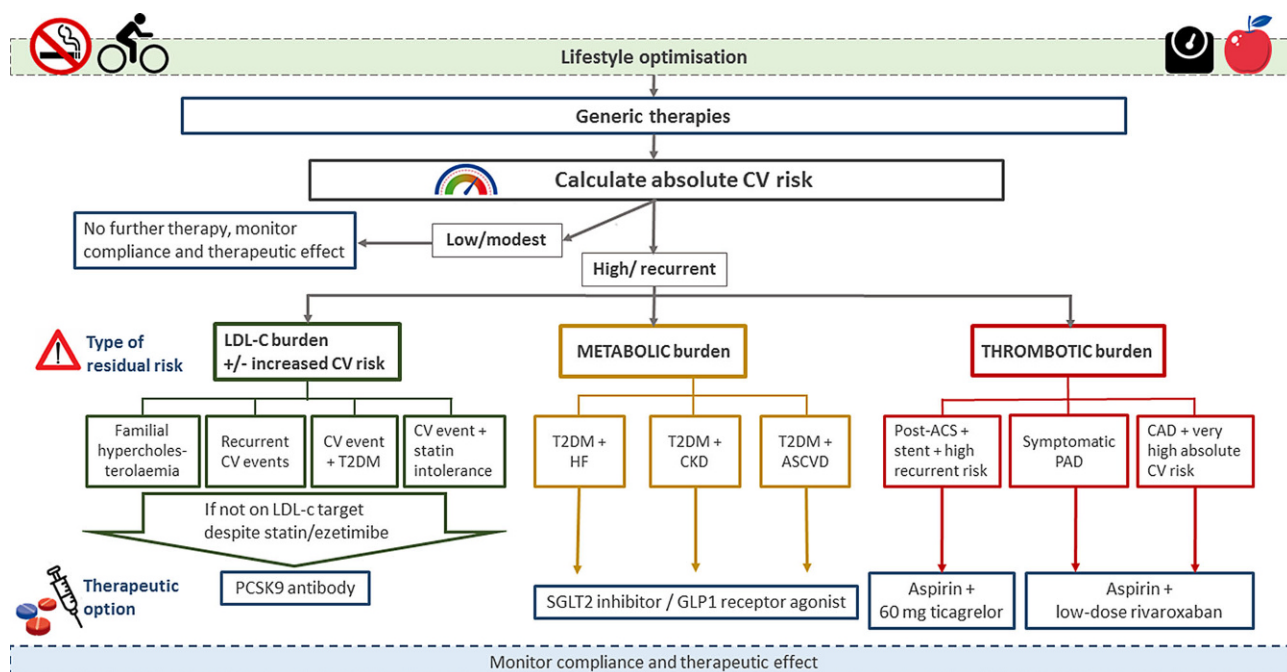 Lifestyle optimisation
Generic therapies
Calculate absolute CV risk
No further therapy, monitor
compliance and therapeutic effect
Low/modest
High/ recurrent
Type of
residual risk
LDL-C burden
+/- increased CV risk
METABOLIC burden
THROMBOTIC burden
Familial
hypercholes-
terolaemia
Recurrent
CV events
CV event
+ T2DM
CV event +
statin
intolerance
T2DM +
HF
T2DM +
CKD
T2DM +
ASCVD
Post-ACS +
stent + high
recurrent risk
Symptomatic
PAD
CAD + very
high absolute
CV risk
If not on LDL-c target
despite statin/ezetimibe
Therapeutic
option
PCSK9 antibody
SGLT2 inhibitor / GLP1 receptor agonist
Aspirin +
60 mg ticagrelor
Aspirin +
low-dose rivaroxaban
Monitor compliance and therapeutic effect